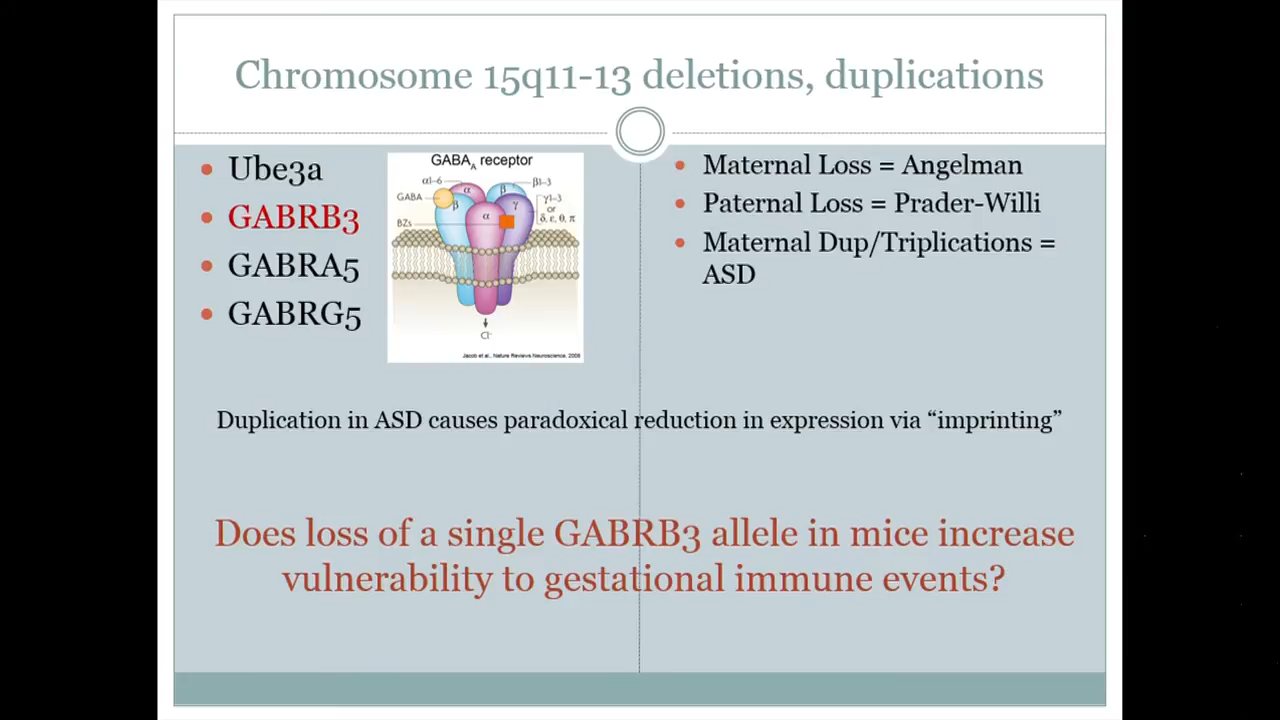 Chromosome 15q11-13 deletions, duplications
Ube3a
GABRB3
GABRA5
GABRG5
GABAA receptor
α1–6
β1–3
GABA
α
β
β
γ
α
γ1–3
or
δ, ε, θ, π
BZs
Cl-
Jacob et al., Nature Reviews Neuroscience, 2008
Maternal Loss = Angelman
Paternal Loss = Prader-Willi
Maternal Dup/Triplications =
ASD
Duplication in ASD causes paradoxical reduction in expression via “imprinting”
Does loss of a single GABRB3 allele in mice increase
vulnerability to gestational immune events?